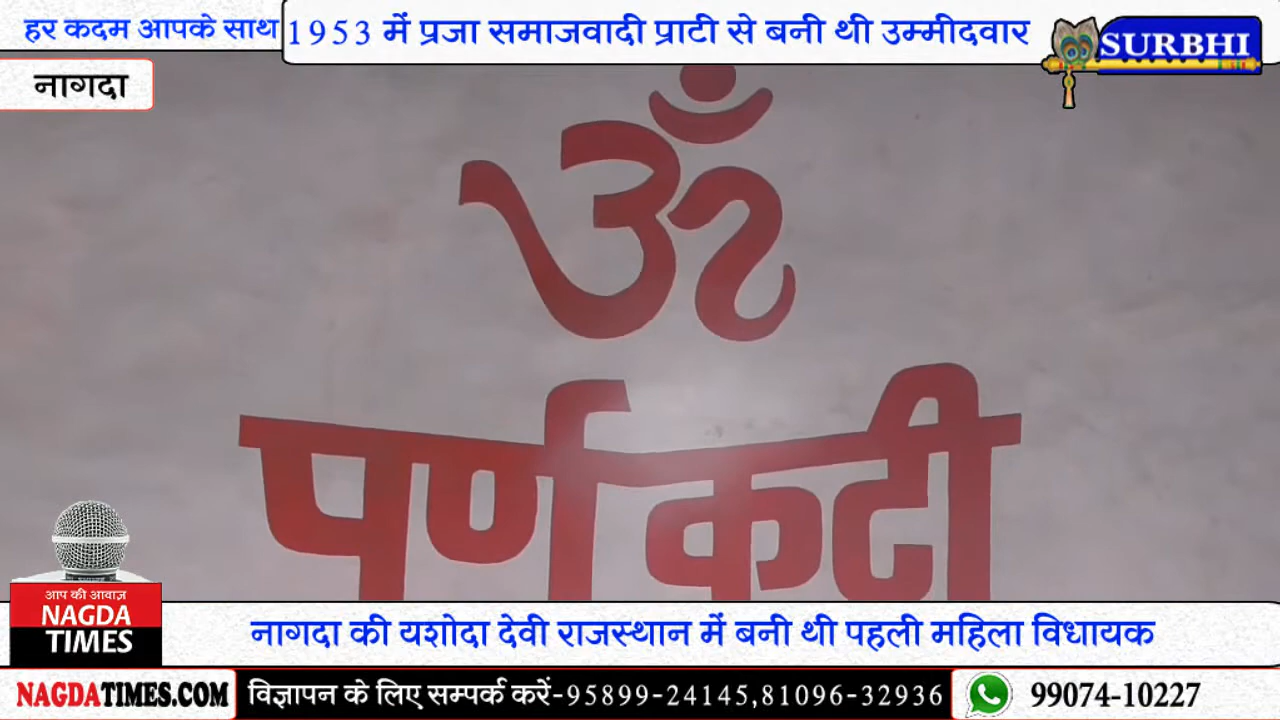 हर कदम आपके साथ
1953 में प्रजा समाजवादी प्राटी से बनी थी उम्मीदवार
SURBHI
नागदा
ॐ
पर्ण कटी
आप की आवाज़
NAGDA
TIMES
नागदा की यशोदा देवी राजस्थान में बनी थी पहली महिला विधायक
NAGDATIMES.COM
विज्ञापन के लिए सम्पर्क करें-95899-24145,81096-32936
99074-10227